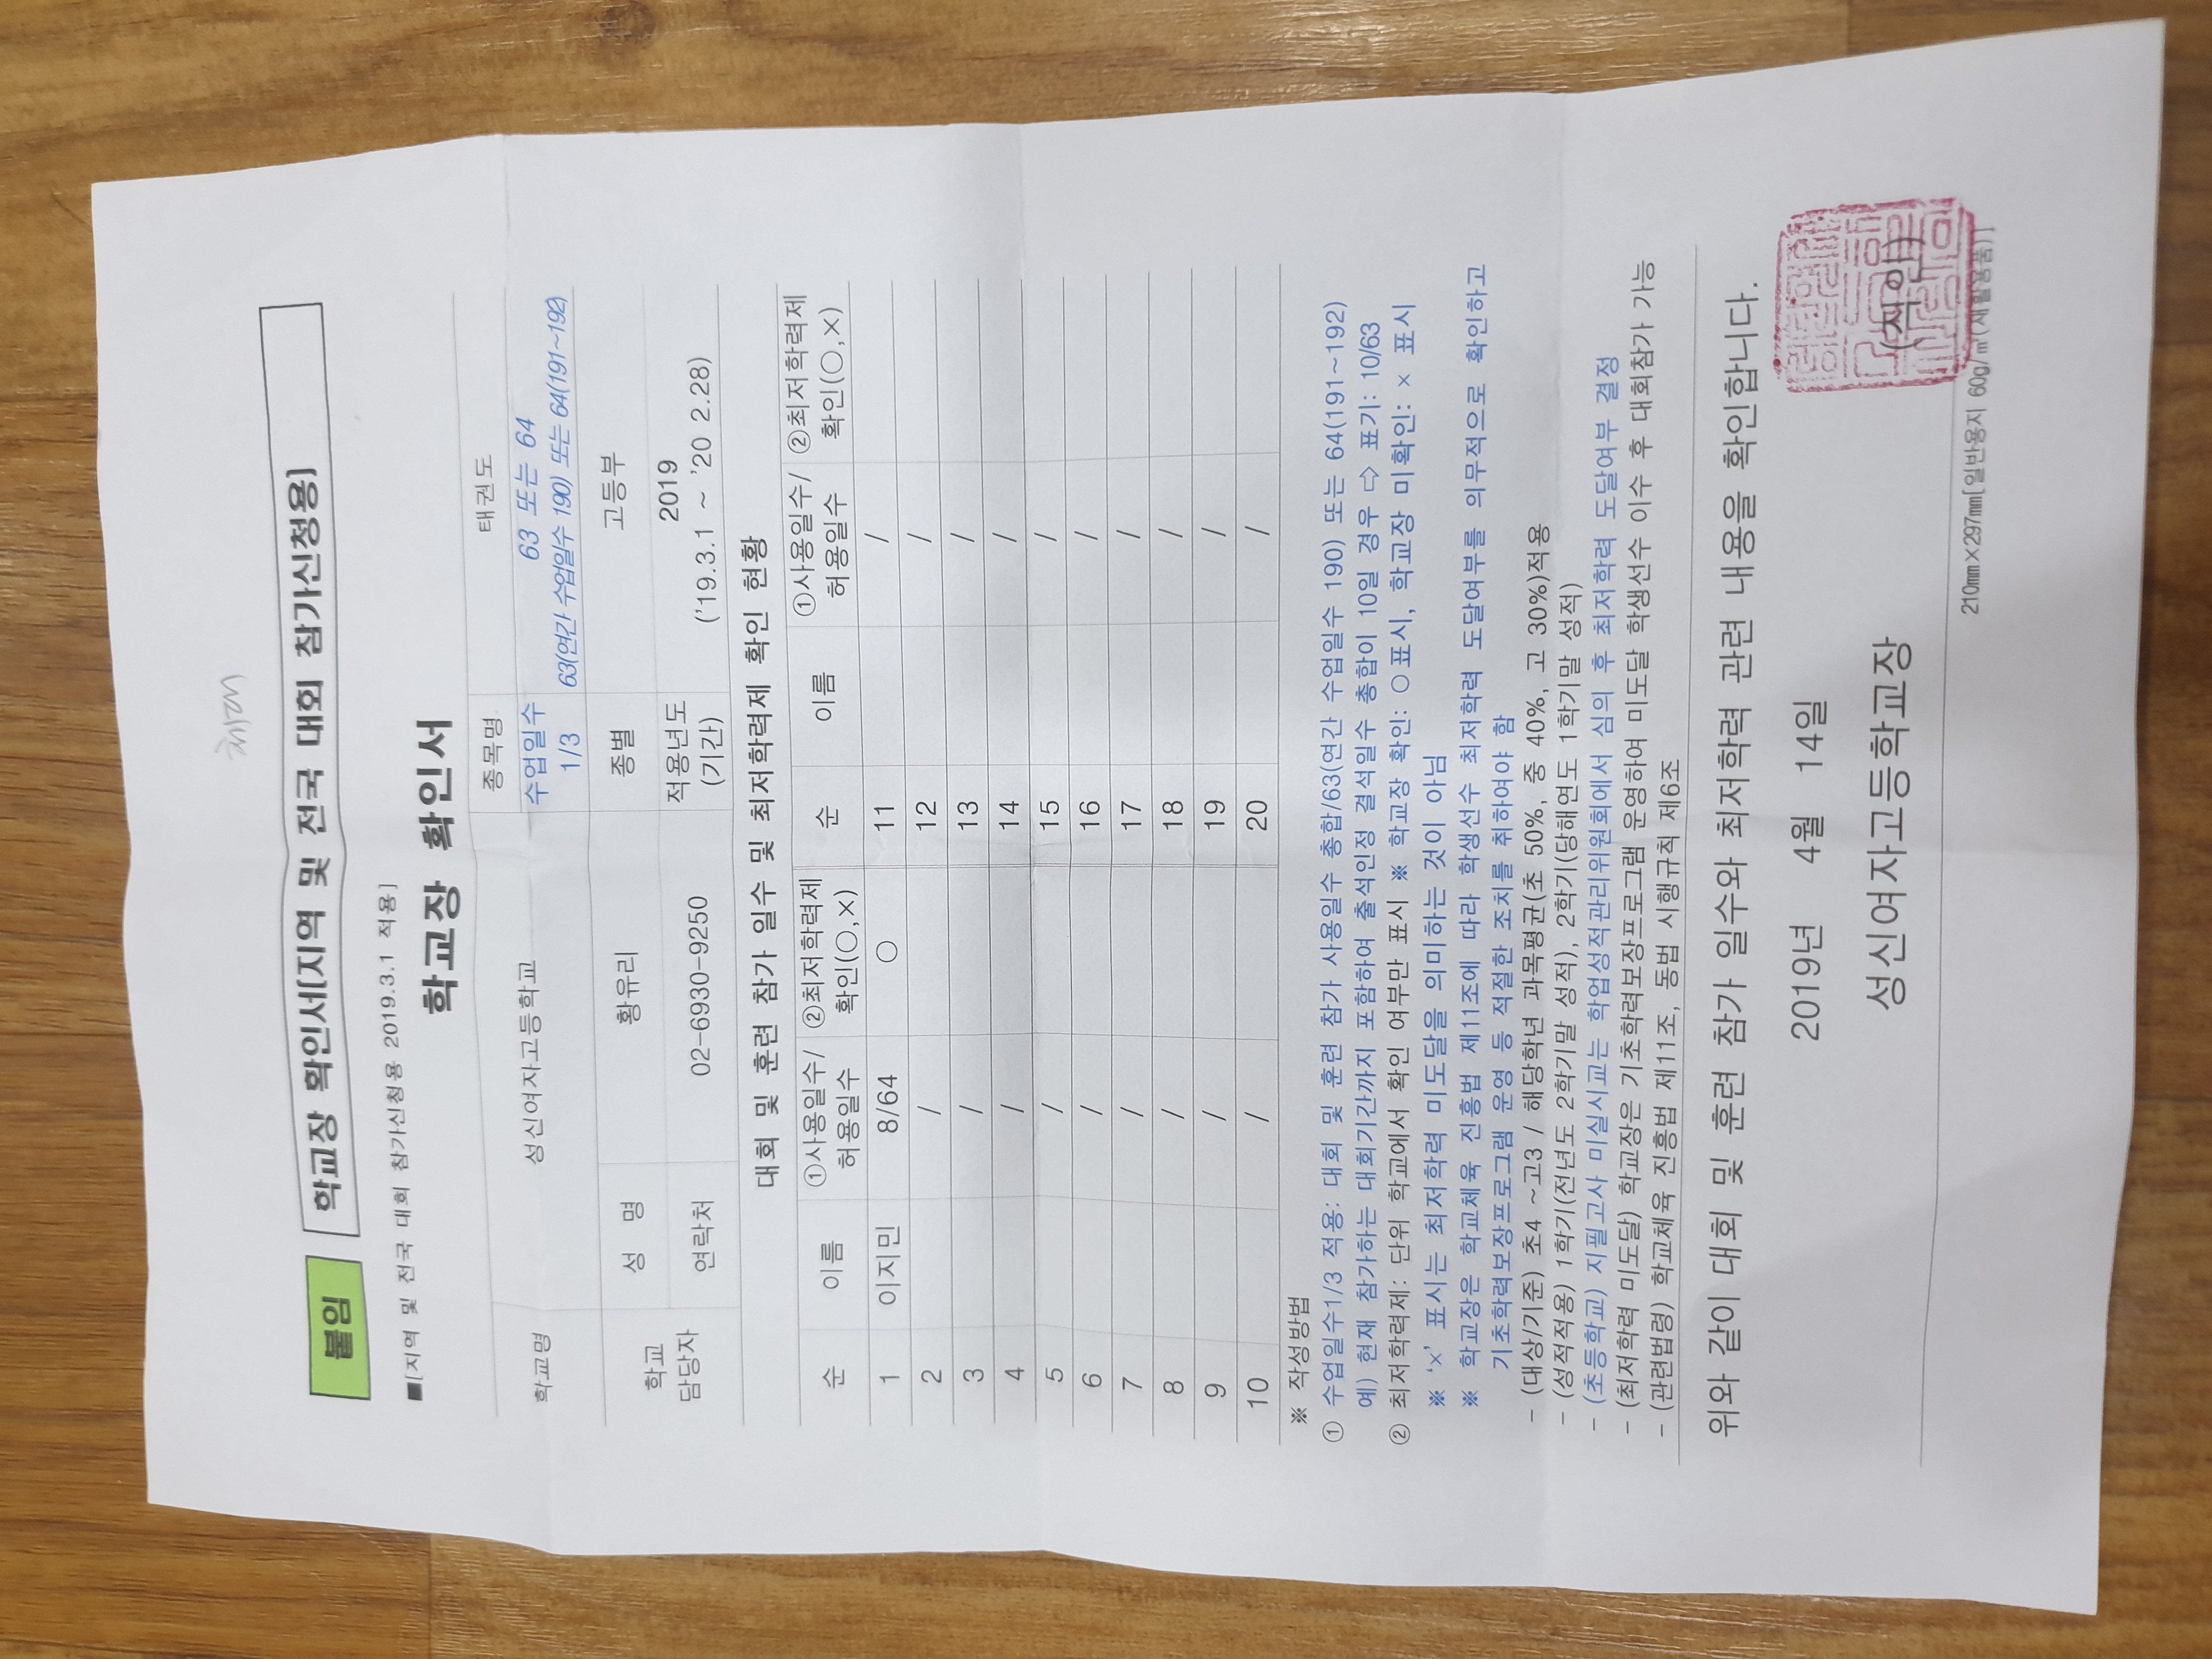 체대
붙임 학교장 확인서[지역 및 전국 대회 참가신청용]
■[지역 및 전국 대회 참가신청용 2019.3.1 적용]
학교장 확인서
학교명 성신여자고등학교 종목명 태권도
수업일수 1/3 63 또는 64
63(연간 수업일수 190) 또는 64(191~192)
학교 담당자 성 명 황유리 종별 고등부
연락처 02-6930-9250 적용년도 (기간) 2019
('19.3.1 ~ '20 2.28)
대회 및 훈련 참가 일수 및 최저학력제 확인 현황
순 이름 ①사용일수/허용일수 ②최저학력제 확인(○,×) 순 이름 ①사용일수/허용일수 ②최저학력제 확인(○,×)
1 이지민 8/64 ○ 11 /
2 / 12 /
3 / 13 /
4 / 14 /
5 / 15 /
6 / 16 /
7 / 17 /
8 / 18 /
9 / 19 /
10 / 20 /
※ 작성방법
① 수업일수1/3 적용: 대회 및 훈련 참가 사용일수 총합/63(연간 수업일수 190) 또는 64(191~192)
예) 현재 참가하는 대회기간까지 포함하여 출석인정 결석일수 총합이 10일 경우 ⇨ 표기: 10/63
② 최저학력제: 단위 학교에서 확인 여부만 표시 ※ 학교장 확인: ○표시, 학교장 미확인: × 표시
※ '×' 표시는 최저학력 미도달을 의미하는 것이 아님
※ 학교장은 학교체육 진흥법 제11조에 따라 학생선수 최저학력 도달여부를 의무적으로 확인하고
기초학력보장프로그램 운영 등 적절한 조치를 취하여야 함
- (대상/기준) 초4 ~고3 / 해당학년 과목평균(초 50%, 중 40%, 고 30%)적용
- (성적적용) 1학기(전년도 2학기말 성적), 2학기(당해연도 1학기말 성적)
- (초등학교) 지필고사 미실시교는 학업성적관리위원회에서 심의 후 최저학력 도달여부 결정
- (최저학력 미도달) 학교장은 기초학력보장프로그램 운영하여 미도달 학생선수 이수 후 대회참가 가능
- (관련법령) 학교체육 진흥법 제11조, 동법 시행규칙 제6조
위와 같이 대회 및 훈련 참가 일수와 최저학력 관련 내용을 확인합니다.
2019년 4월 14일
성신여자고등학교장 (직인)
210mm×297mm[일반용지 60g/㎡(재활용품)]